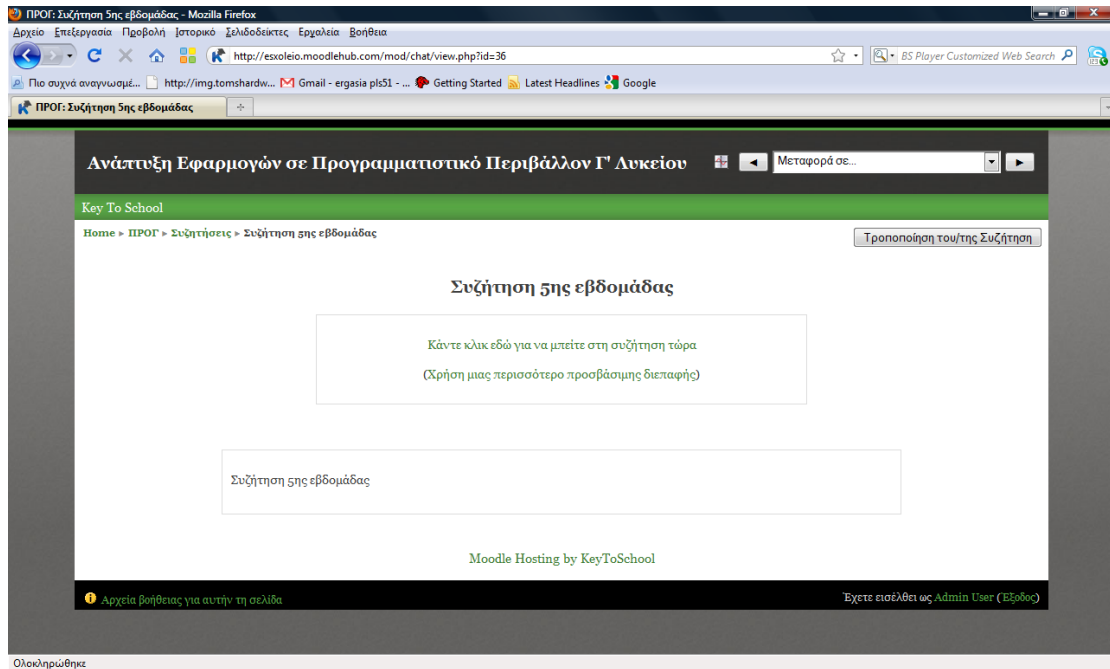 ΠΡΟΓ: Συζήτηση 5ης εβδομάδας - Mozilla Firefox
Αρχείο Επεξεργασία Προβολή Ιστορικό Σελιδοδείκτες Εργαλεία Βοήθεια
http://esxoleio.moodlehub.com/mod/chat/view.php?id=36
BS Player Customized Web Search
Πιο συχνά αναγνωσμέ... http://img.tomshardw... Gmail - ergasia pls51 - ... Getting Started Latest Headlines Google
ΠΡΟΓ: Συζήτηση 5ης εβδομάδας
Ανάπτυξη Εφαρμογών σε Προγραμματιστικό Περιβάλλον Γ' Λυκείου
Μεταφορά σε...
Key To School
Home ► ΠΡΟΓ ► Συζητήσεις ► Συζήτηση 5ης εβδομάδας
Τροποποίηση του/της Συζήτηση
Συζήτηση 5ης εβδομάδας
Κάντε κλικ εδώ για να μπείτε στη συζήτηση τώρα
(Χρήση μιας περισσότερο προσβάσιμης διεπαφής)
Συζήτηση 5ης εβδομάδας
Moodle Hosting by KeyToSchool
Αρχεία βοήθειας για αυτήν τη σελίδα
Έχετε εισέλθει ως Admin User (Έξοδος)
Ολοκληρώθηκε